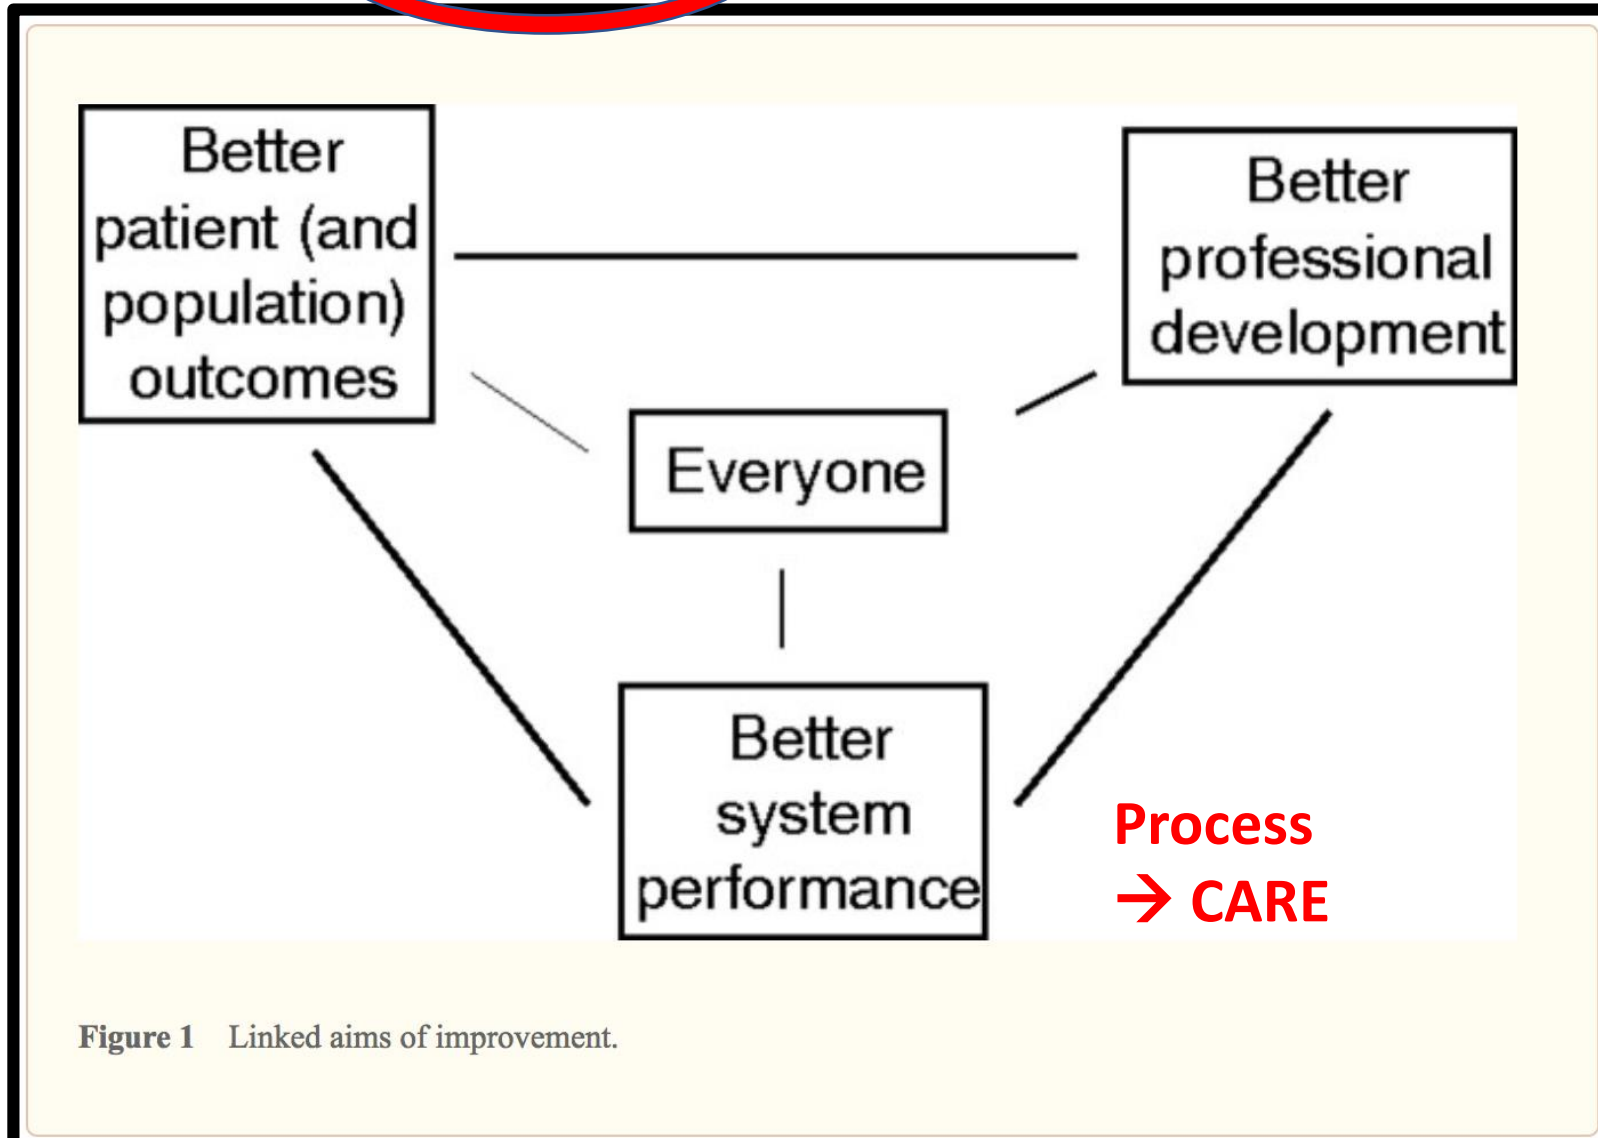 Better
patient (and
population)
outcomes
Better
professional
development
Everyone
Better
system
performance
Process
→ CARE
Figure 1 Linked aims of improvement.